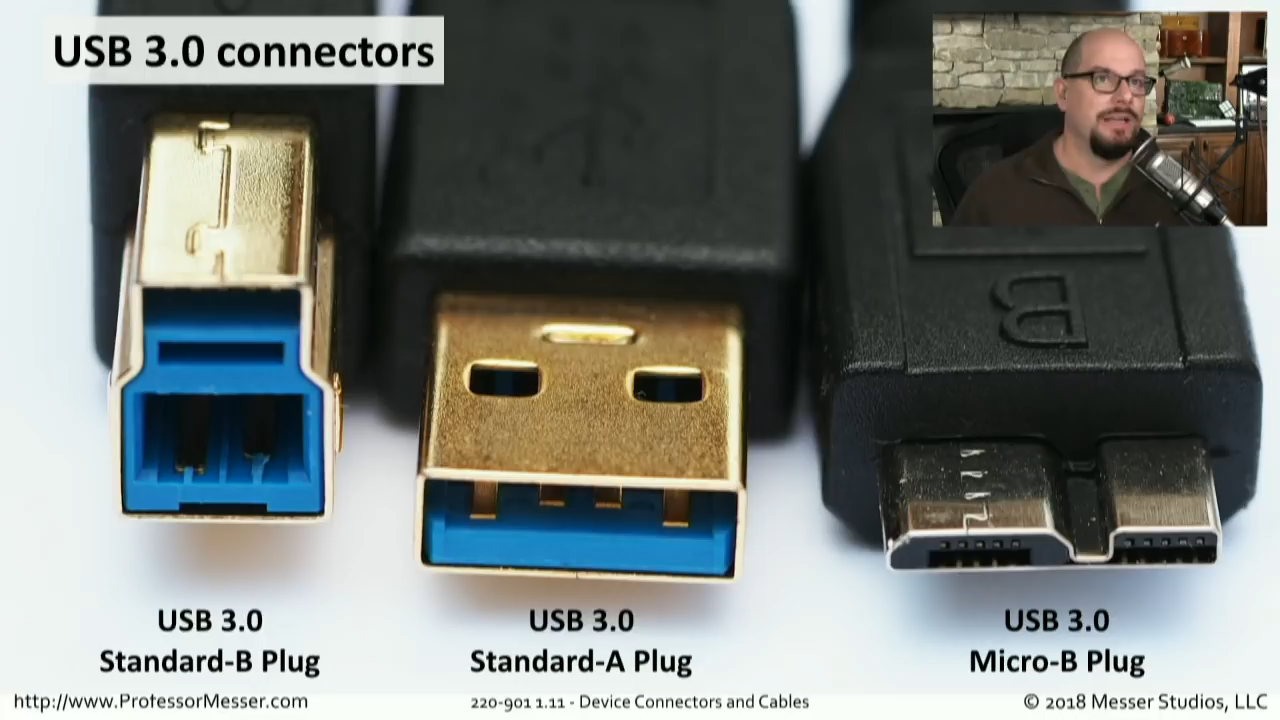 USB 3.0 connectors
B
USB 3.0
Standard-B Plug
USB 3.0
Standard-A Plug
USB 3.0
Micro-B Plug
http://www.ProfessorMesser.com
220-901 1.11 - Device Connectors and Cables
© 2018 Messer Studios, LLC